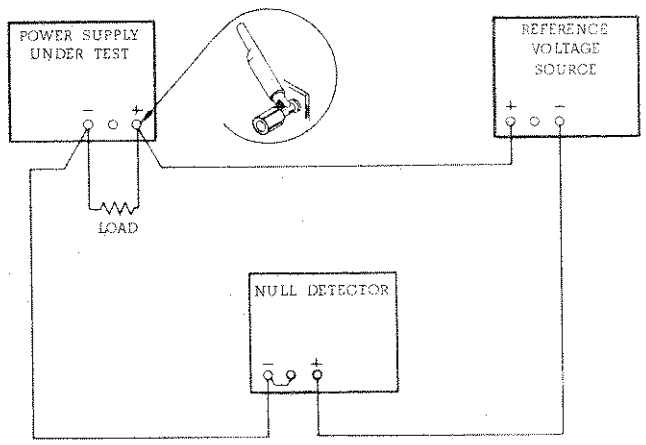 POWER SUPPLY
UNDER TEST
- +
LOAD
REFERENCE
VOLTAGE
SOURCE
+ -
NULL DETECTOR
- +